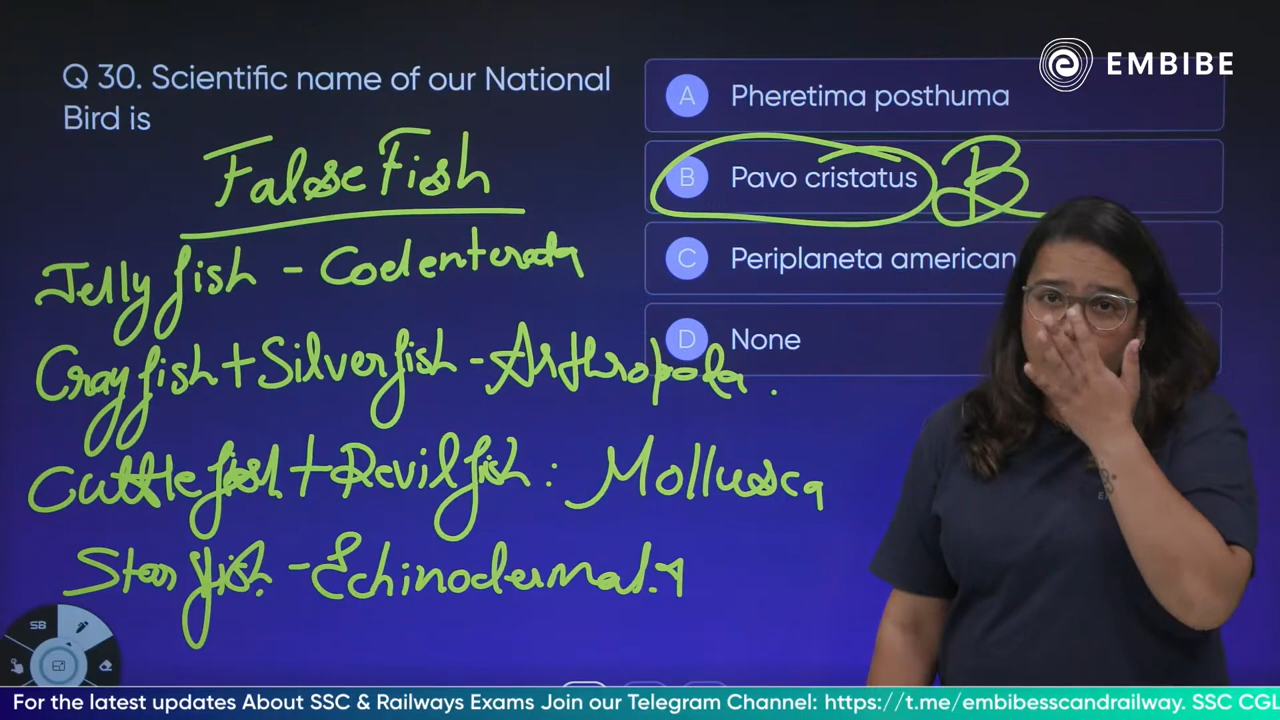 Q 30. Scientific name of our National
Bird is
EMBIBE
A Pheretima posthuma
B Pavo cristatus B
C Periplaneta american
D None
False Fish
Jelly fish - Coelenterata
Crayfish + Silverfish - Arthropoda.
Cuttlefish + Devilfish : Mollusca
Star fish. - Echinodermata
SB
For the latest updates About SSC & Railways Exams Join our Telegram Channel: https://t.me/embibesscandrailway. SSC CGL